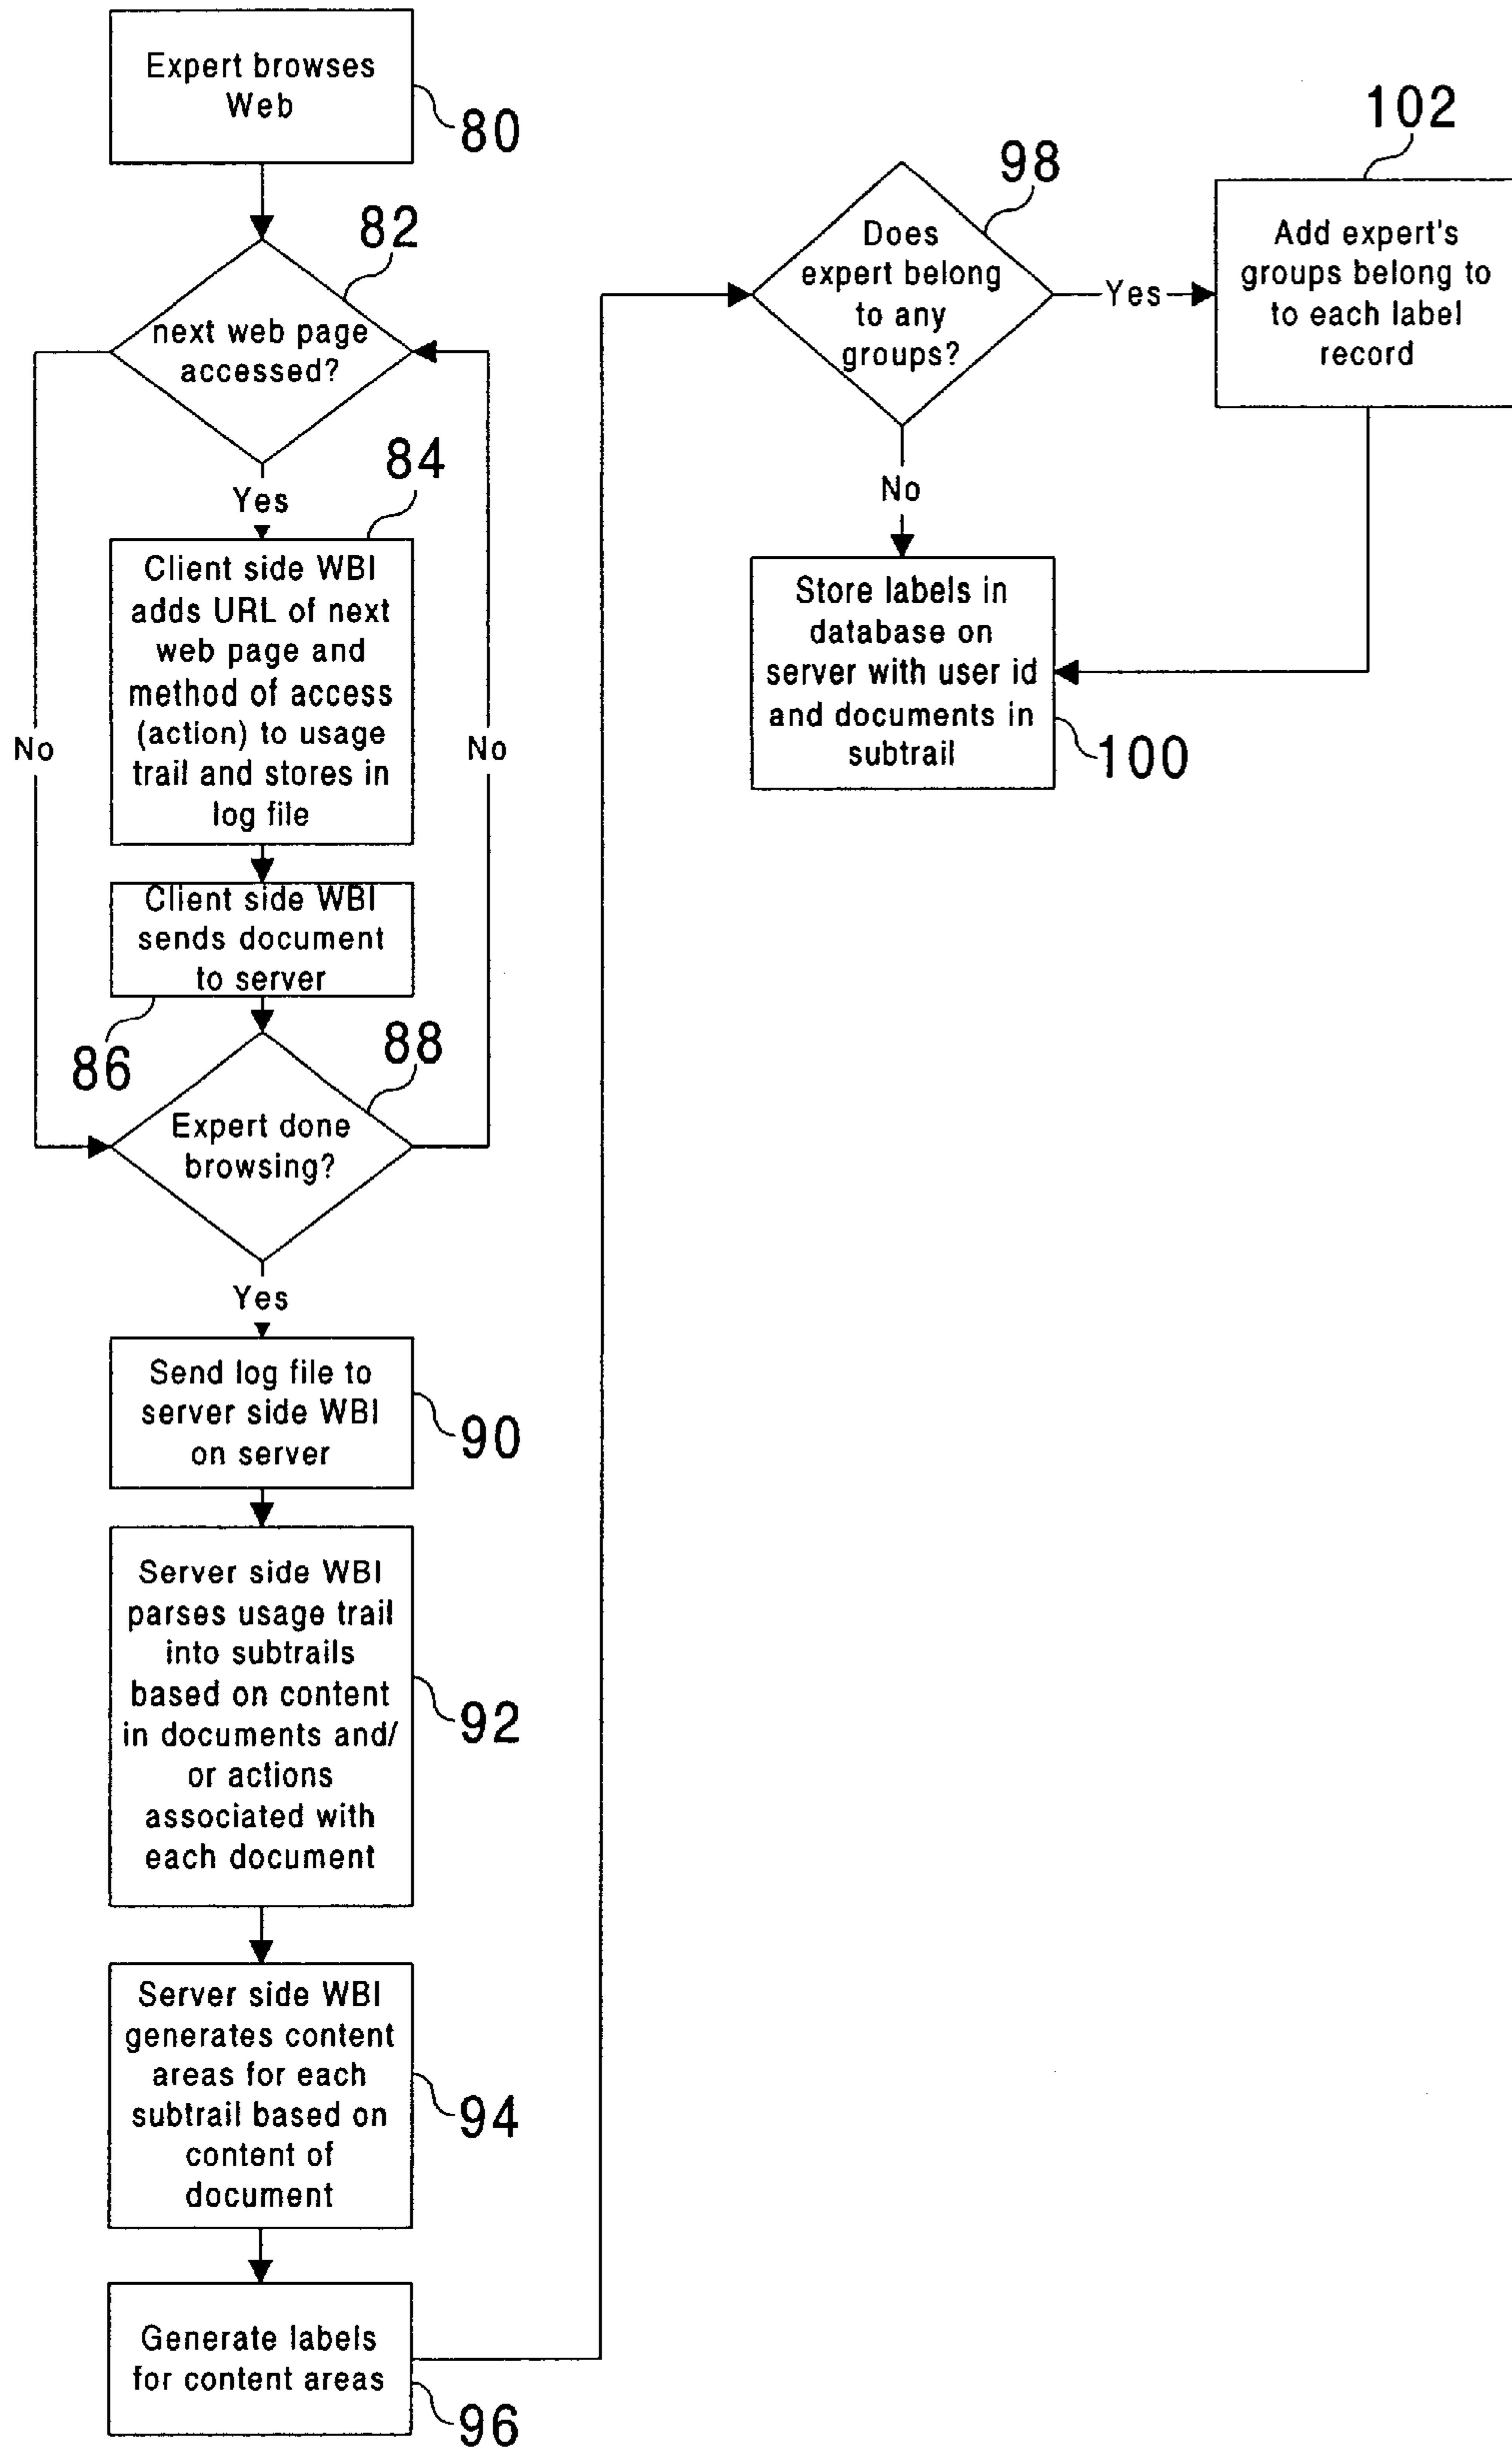 Expert browses
Web
80
82
next web page
accessed?
84
Yes
Client side WBI
adds URL of next
web page and
method of access
(action) to usage
trail and stores in
log file
No
No
Client side WBI
sends document
to server
86
88
Expert done
browsing?
Yes
Send log file to
server side WBI
on server
90
Server side WBI
parses usage trail
into subtrails
based on content
in documents and/
or actions
associated with
each document
92
Server side WBI
generates content
areas for each
subtrail based on
content of
document
94
Generate labels
for content areas
96
98
Does
expert belong
to any
groups?
Yes
102
Add expert's
groups belong to
to each label
record
No
Store labels in
database on
server with user id
and documents in
subtrail
100